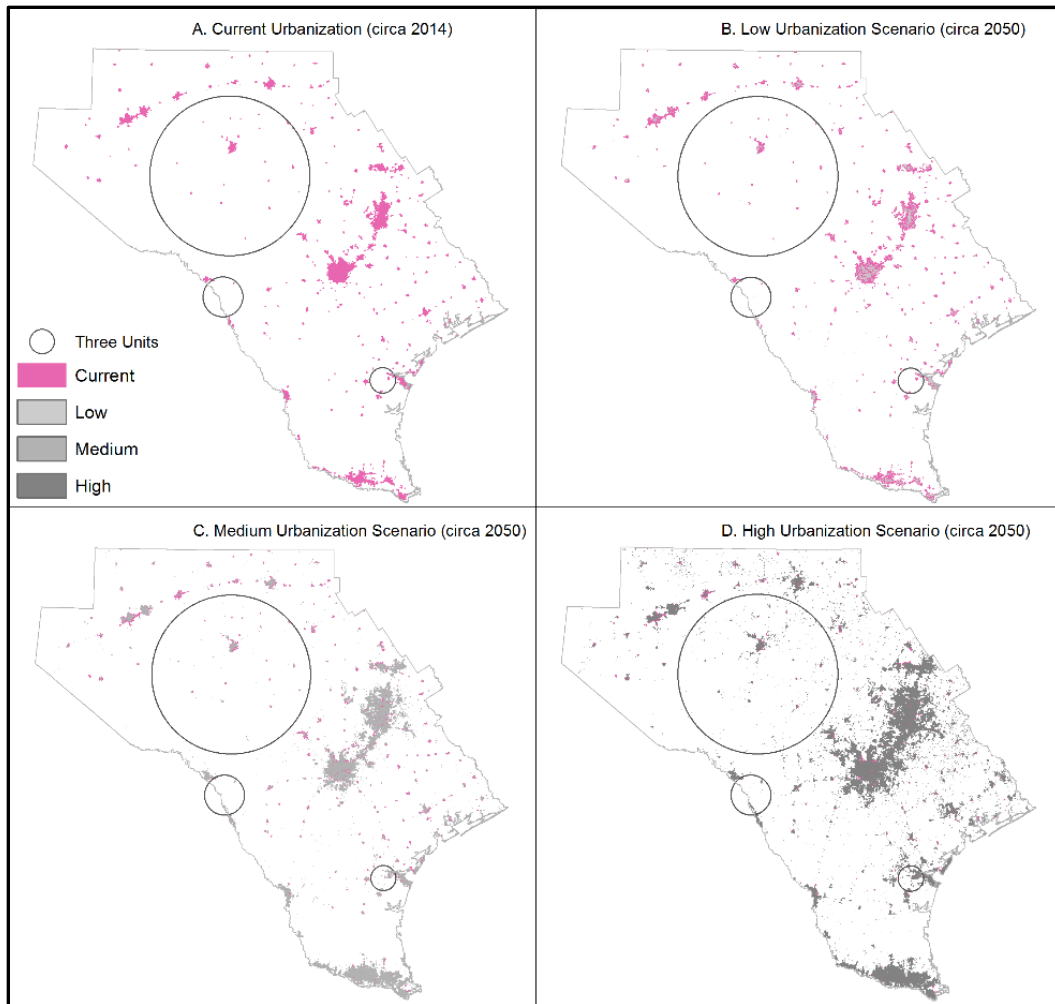 A. Current Urbanization (circa 2014)
B. Low Urbanization Scenario (circa 2050)
Three Units
Current
Low
Medium
High
C. Medium Urbanization Scenario (circa 2050)
D. High Urbanization Scenario (circa 2050)